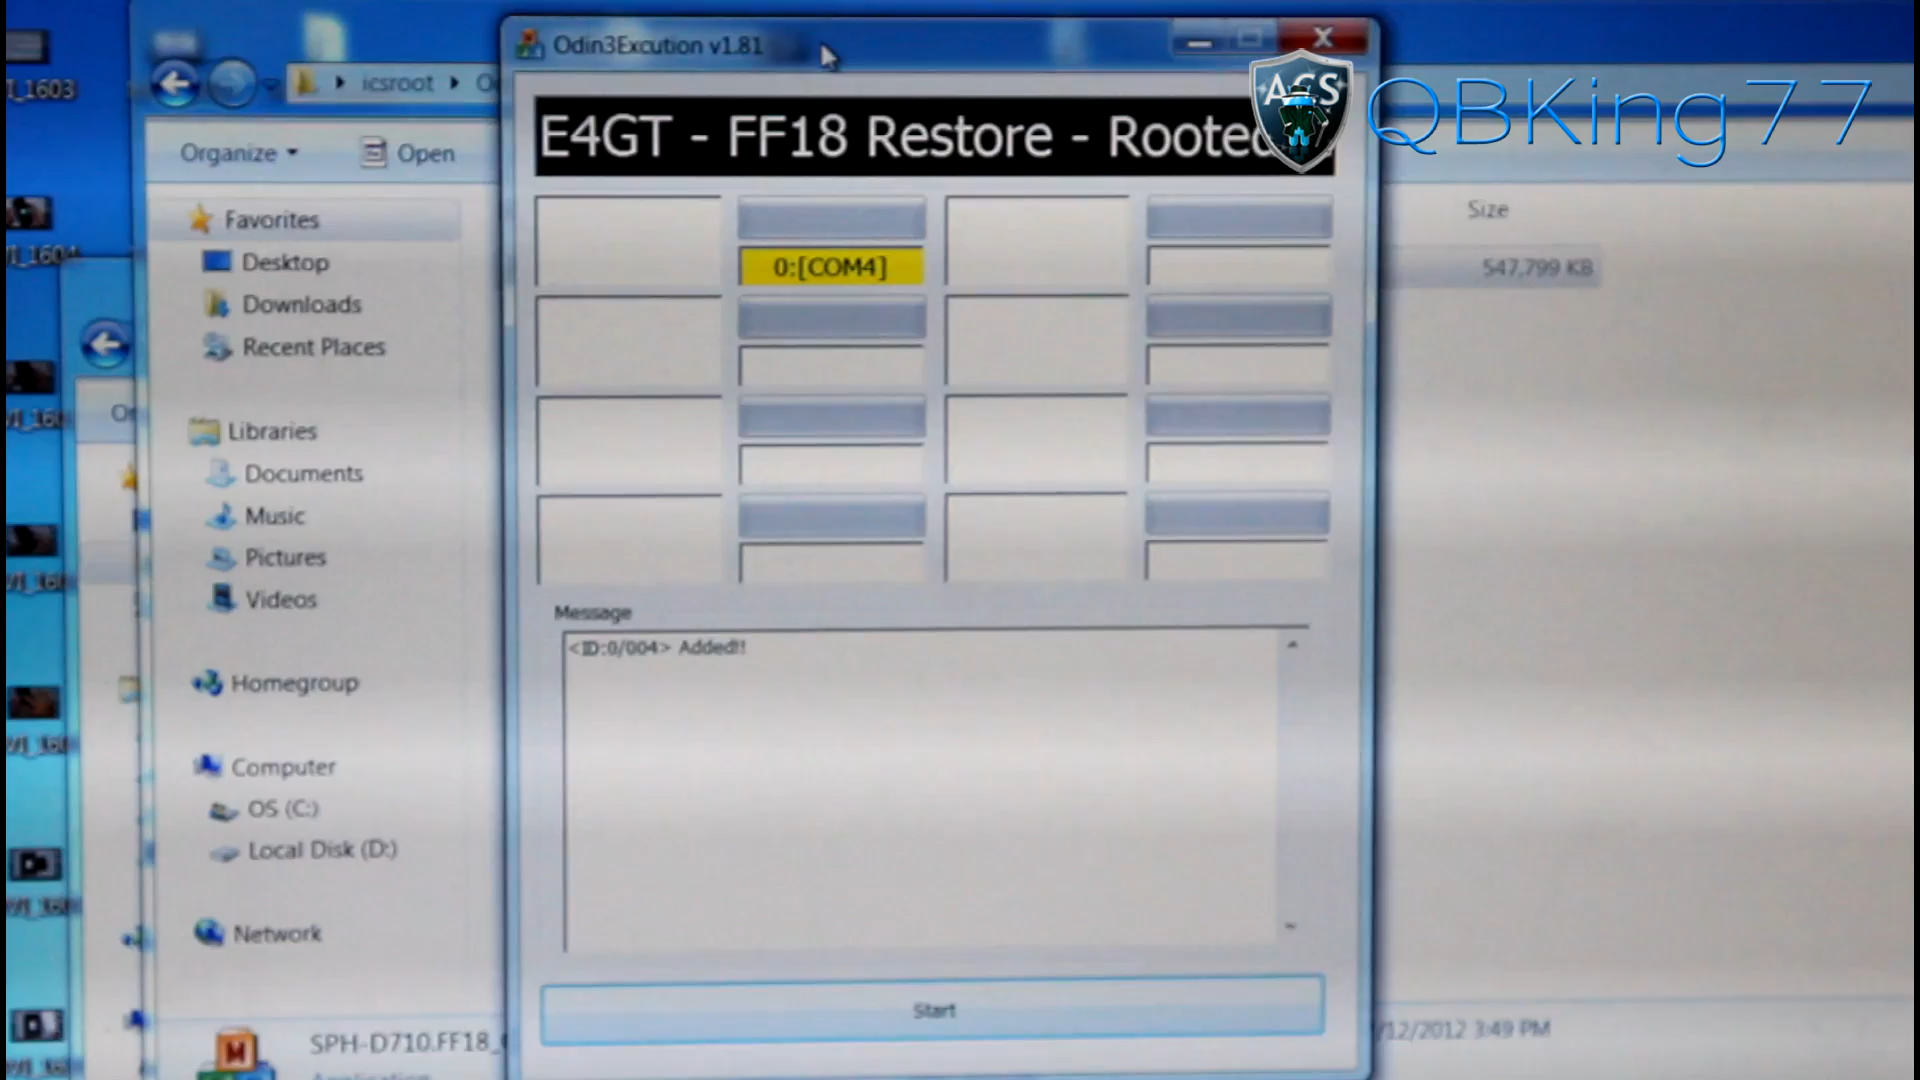 Odin3Excution v1.81
ACS
QBKing77
I_1603
icsroot
E4GT - FF18 Restore - Rooted
Organize
Open
Size
Favorites
0:[COM4]
547,799 KB
Desktop
Downloads
Recent Places
Libraries
Documents
Music
Pictures
Videos
Message
<ID:0/004> Added!!
Homegroup
Computer
OS (C:)
Local Disk (D:)
Network
Start
SPH-D710.FF18_
/12/2012 3:49 PM